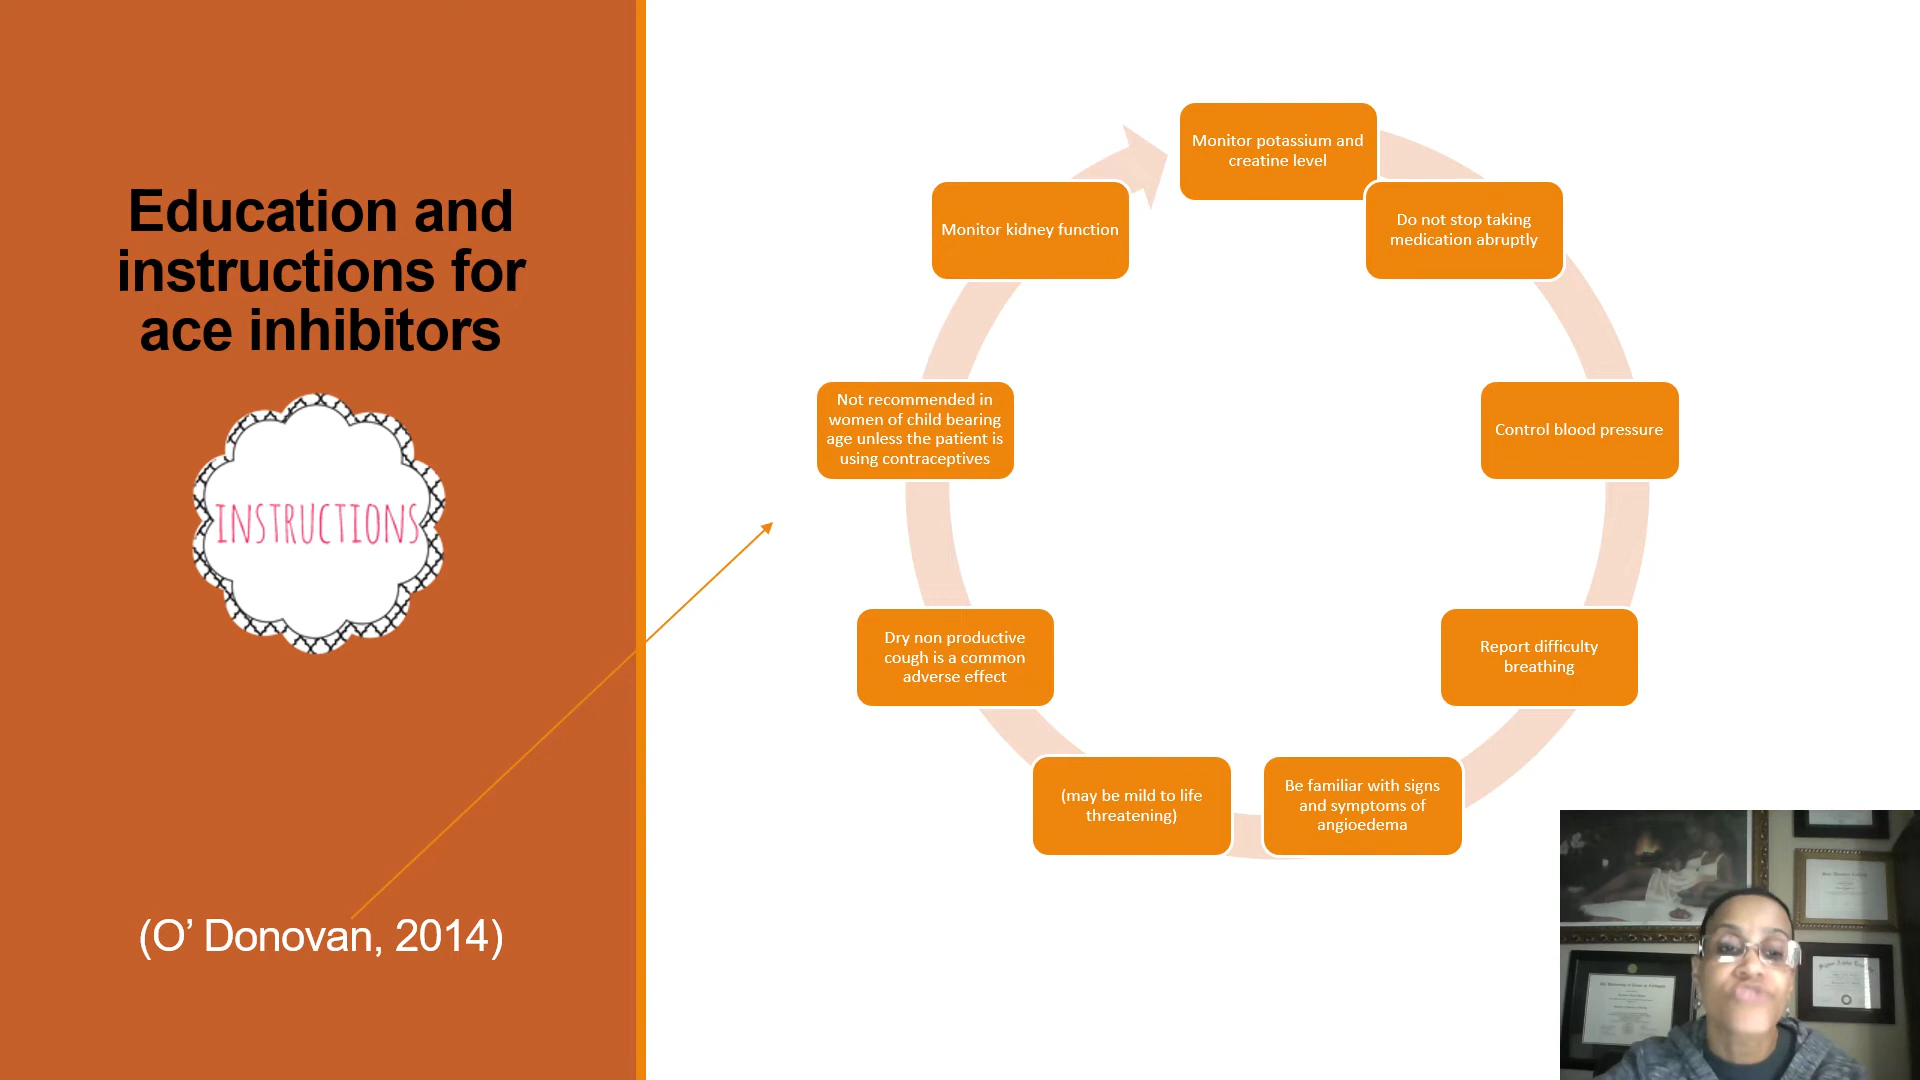 Education and
instructions for
ace inhibitors
INSTRUCTIONS
(O’ Donovan, 2014)
Monitor potassium and
creatine level
Do not stop taking
medication abruptly
Control blood pressure
Report difficulty
breathing
Be familiar with signs
and symptoms of
angioedema
(may be mild to life
threatening)
Dry non productive
cough is a common
adverse effect
Not recommended in
women of child bearing
age unless the patient is
using contraceptives
Monitor kidney function